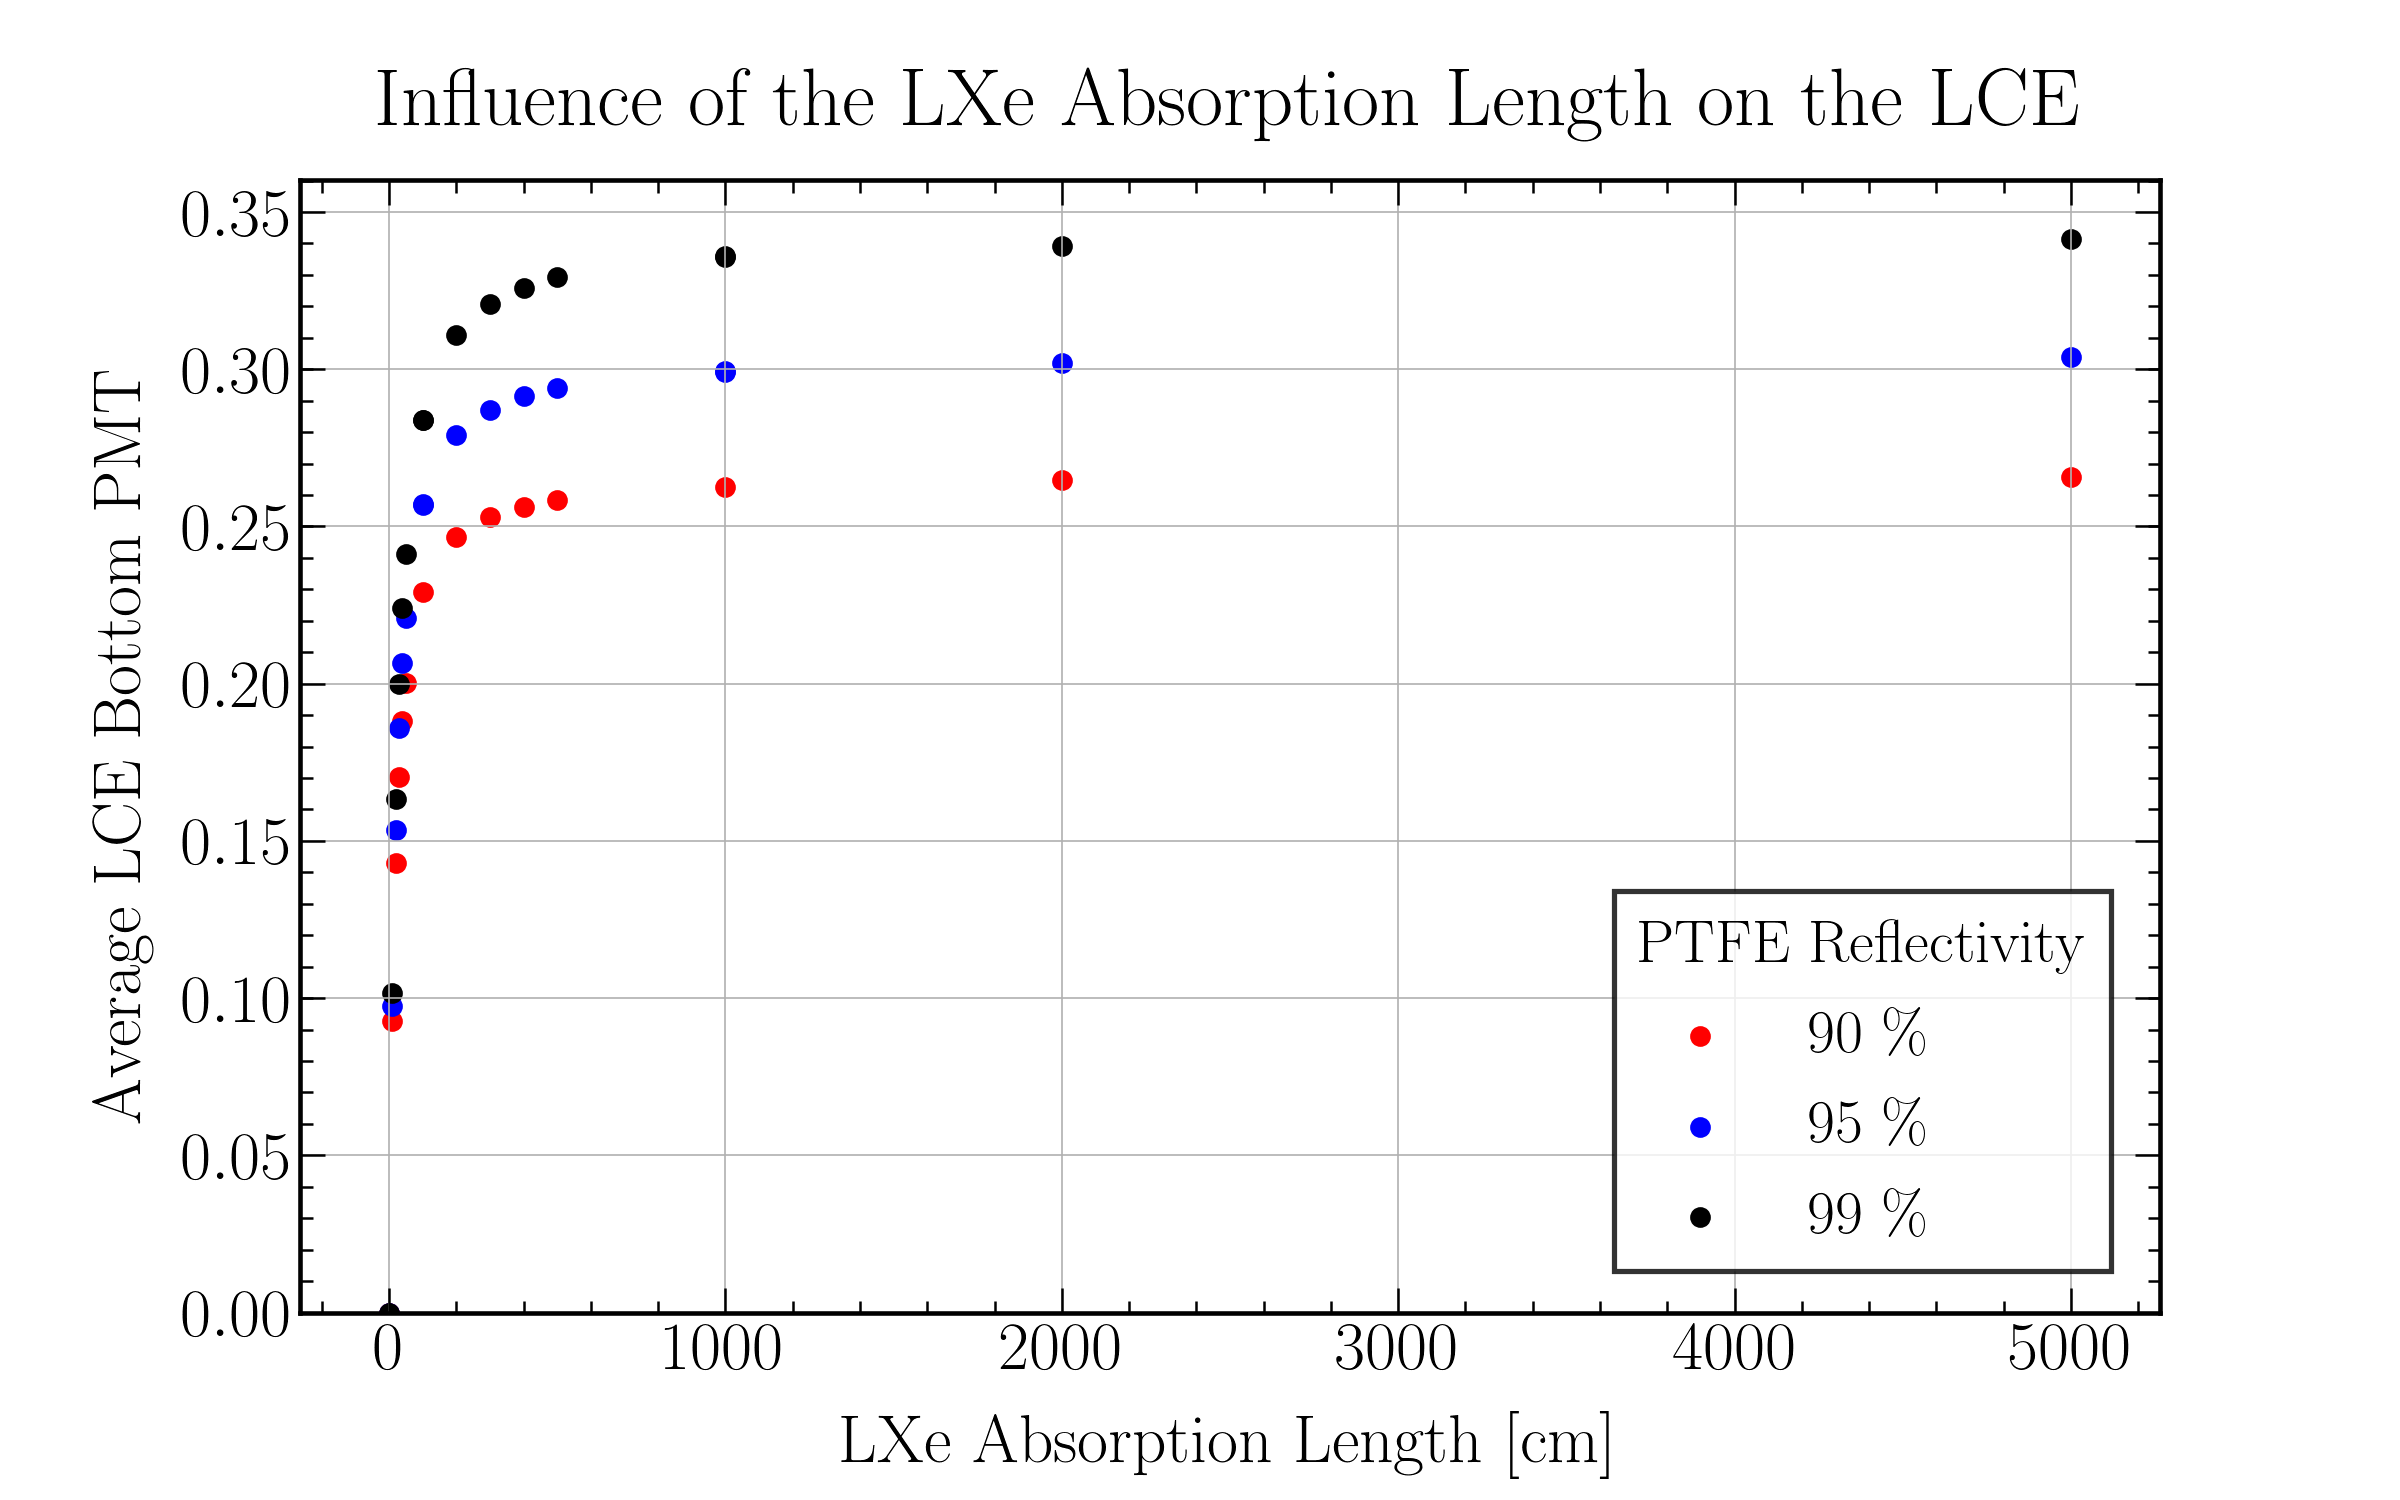 Influence of the LXe Absorption Length on the LCE
Average LCE Bottom PMT
0.35
0.30
0.25
0.20
0.15
0.10
0.05
0.00
0 1000 2000 3000 4000 5000
LXe Absorption Length [cm]
PTFE Reflectivity
90 %
95 %
99 %